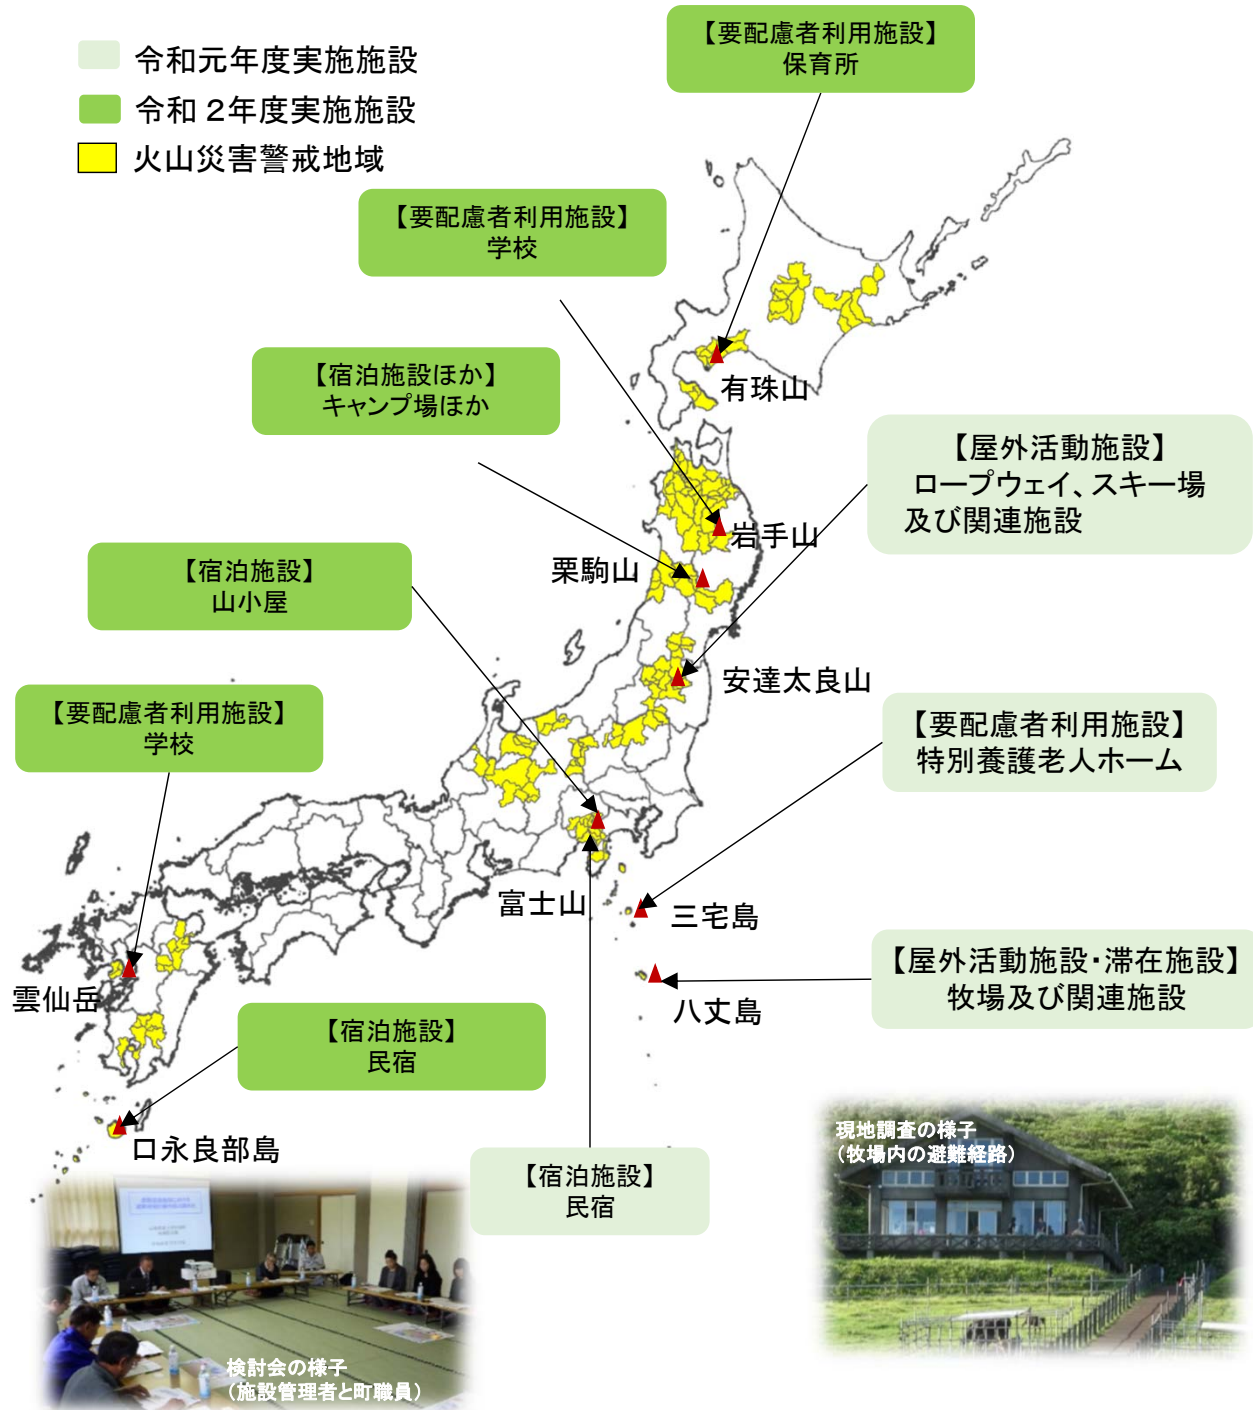 令和元年度実施施設
令和２年度実施施設
火山災害警戒地域
【要配慮者利用施設】
保育所
【要配慮者利用施設】
学校
【宿泊施設ほか】
キャンプ場ほか
有珠山
【屋外活動施設】
ロープウェイ、スキー場
及び関連施設
岩手山
栗駒山
【宿泊施設】
山小屋
安達太良山
【要配慮者利用施設】
学校
【要配慮者利用施設】
特別養護老人ホーム
富士山
三宅島
【屋外活動施設・滞在施設】
牧場及び関連施設
雲仙岳
八丈島
【宿泊施設】
民宿
口永良部島
【宿泊施設】
民宿
現地調査の様子
（牧場内の避難経路）
検討会の様子
（施設管理者と町職員）